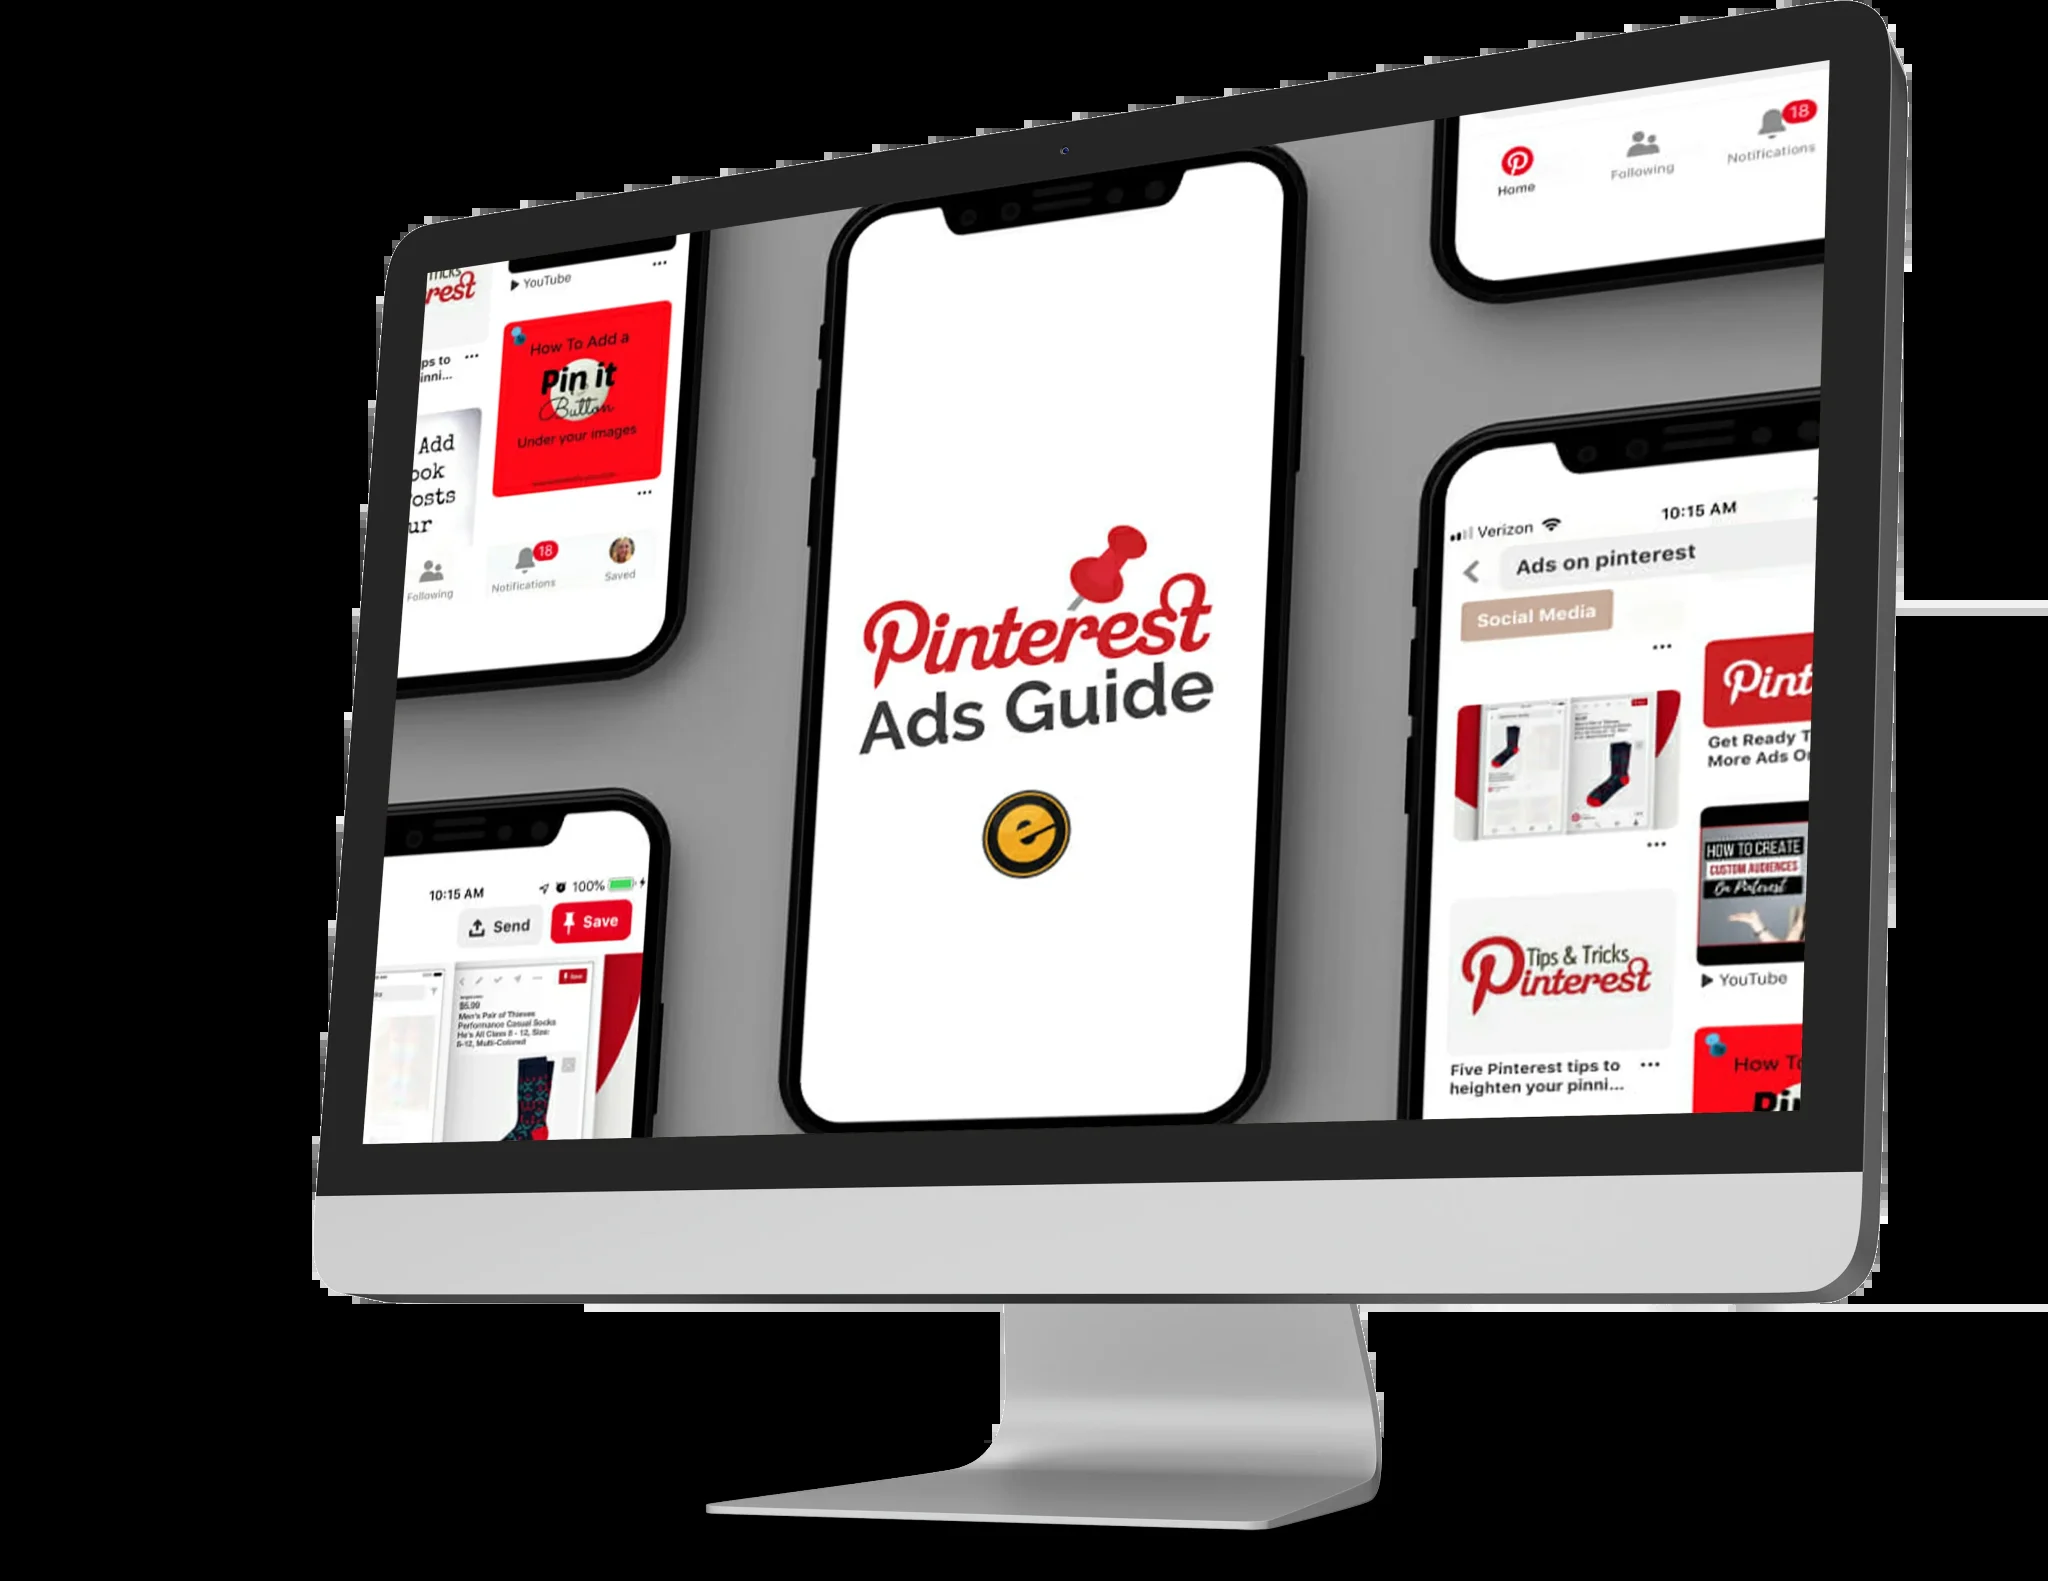 Tricks
rest
YouTube
ps to
inni...
How To Add a
Pin it
Button
Under your images
Add
ook
osts
ur
Following
18
Notifications
Saved
10:15 AM
100%
Send
Save
Save
$5.99
Men's Pair of Thieves
Performance Casual Socks
He's All Class 8 - 12, Size:
8-12, Multi-Colored
Pinterest
Ads Guide
e
Home
Following
18
Notifications
Verizon
10:15 AM
Ads on pinterest
Social Media
Pint
Get Ready T
More Ads O
HOW TO CREATE
CUSTOM AUDIENCES
On Pinterest
YouTube
Tips & Tricks
Pinterest
Five Pinterest tips to
heighten your pinni...
How To
Pin